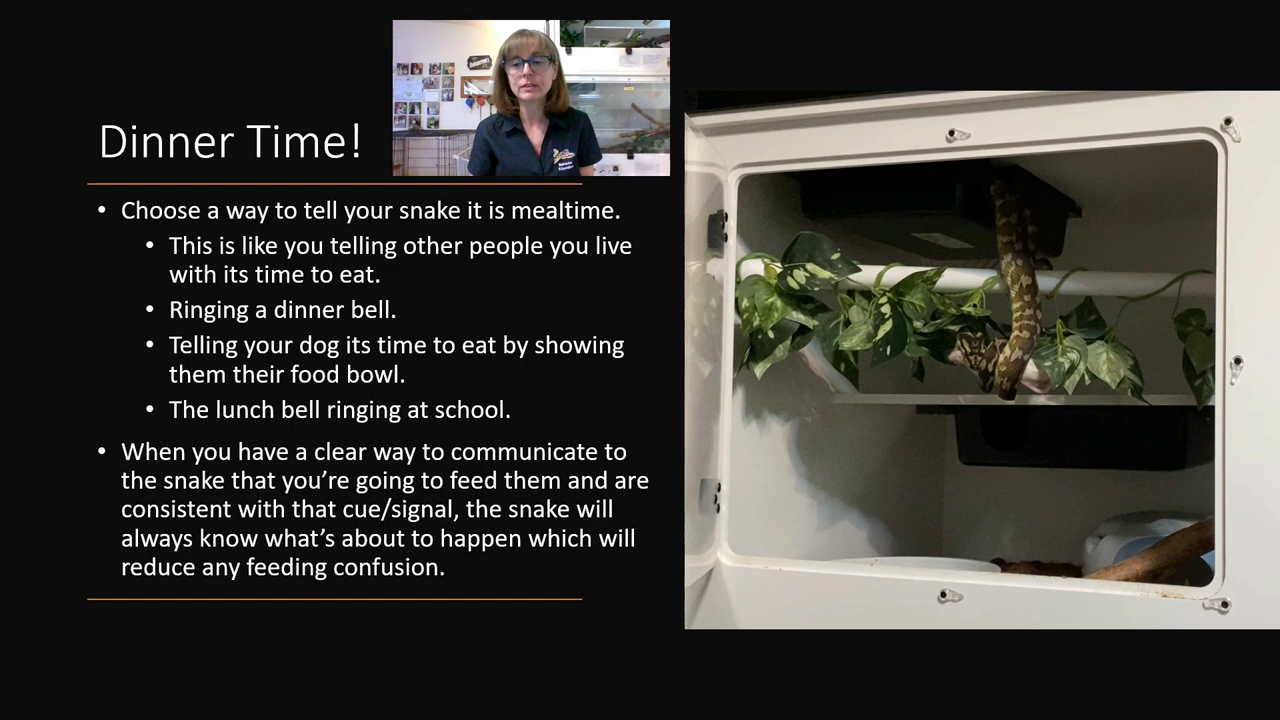 Dinner Time!
• Choose a way to tell your snake it is mealtime.
• This is like you telling other people you live
with its time to eat.
• Ringing a dinner bell.
• Telling your dog its time to eat by showing
them their food bowl.
• The lunch bell ringing at school.
• When you have a clear way to communicate to
the snake that you’re going to feed them and are
consistent with that cue/signal, the snake will
always know what’s about to happen which will
reduce any feeding confusion.